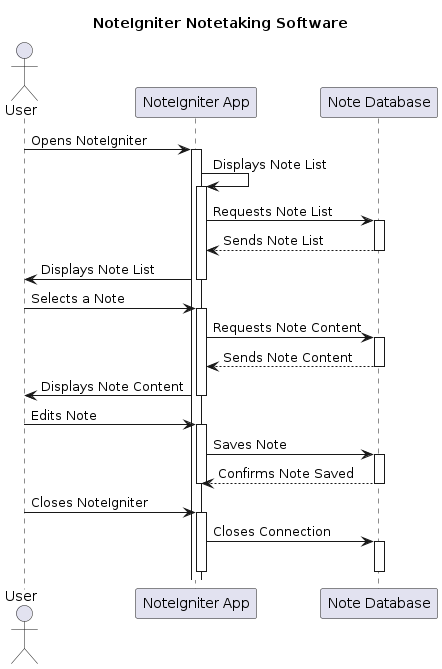 NoteIgniter Notetaking Software
User
NoteIgniter App
Note Database
Opens NoteIgniter
Displays Note List
Requests Note List
Sends Note List
Displays Note List
Selects a Note
Requests Note Content
Sends Note Content
Displays Note Content
Edits Note
Saves Note
Confirms Note Saved
Closes NoteIgniter
Closes Connection
User
NoteIgniter App
Note Database